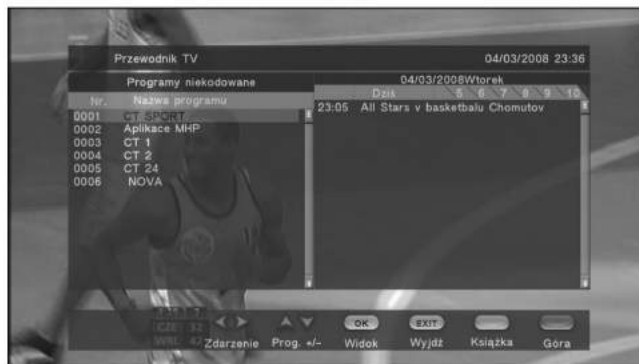 Przewodnik TV
04/03/2008 23:36
Programy niekodowane
04/03/2008Wtorek
Dzis 5 6 7 8 9 10
Nr. Nazwa programu
0001 CT SPORT
0002 Aplikace MHP
0003 CT 1
0004 CT 2
0005 CT 24
0006 NOVA
23:05 All Stars v basketbalu Chomutov
CZE 52
Zdarzenie
Prog. +/-
OK
Widok
EXIT
Wyjdź
Książka
Góra